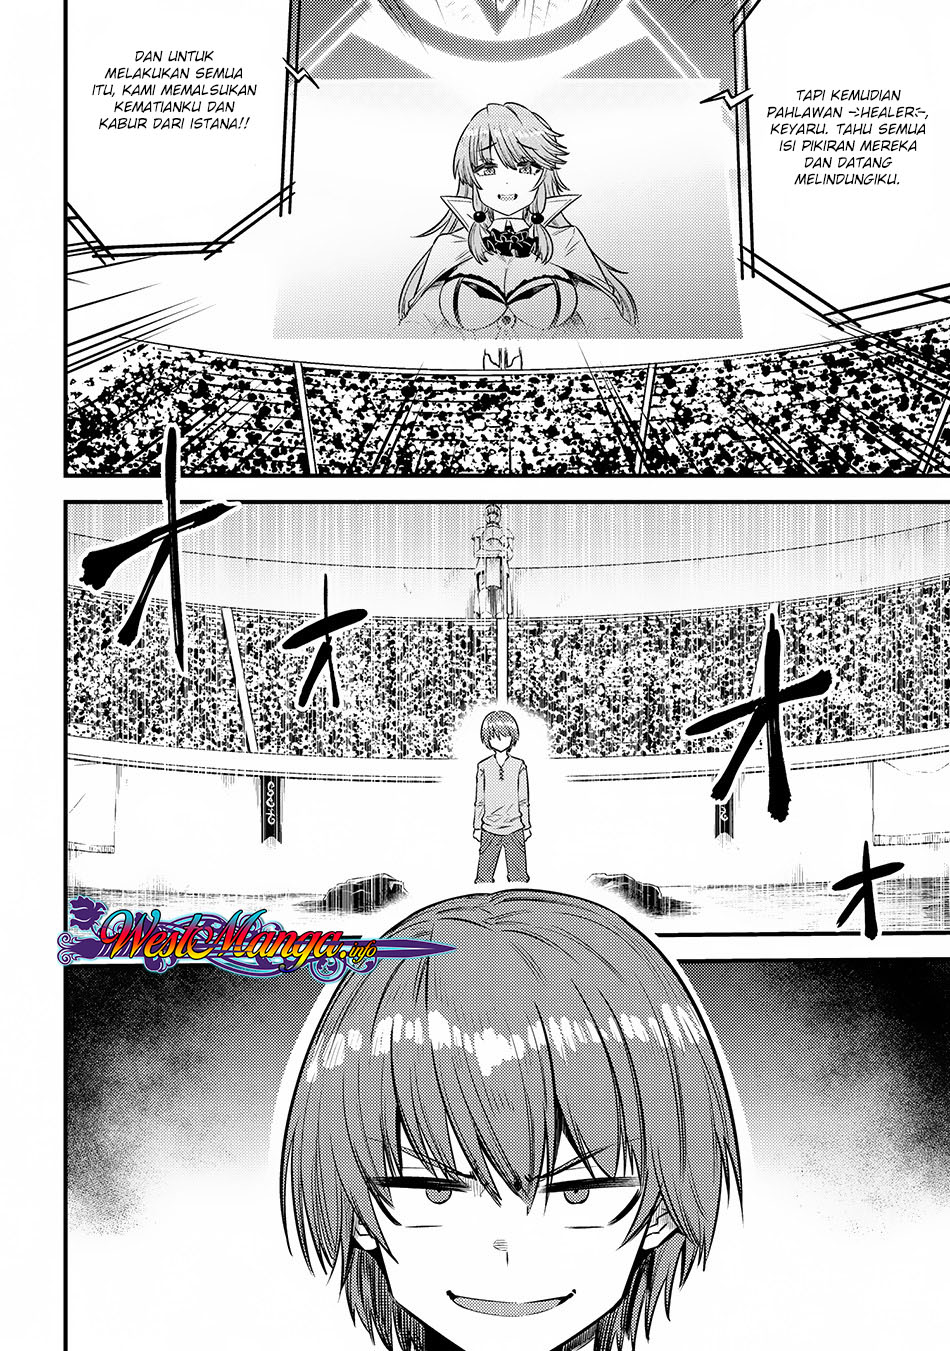 TAPI KEMUDIAN
PAHLAWAN -:HEALER:-,
KEYARU. TAHU SEMUA
ISI PIKIRAN MEREKA
DAN DATANG
MELINDUNGIKU.
DAN UNTUK
MELAKUKAN SEMUA
ITU, KAMI MEMALSUKAN
KEMATIANKU DAN
KABUR DARI ISTANA!!
オ
オ
オ
オ
WestManga.info